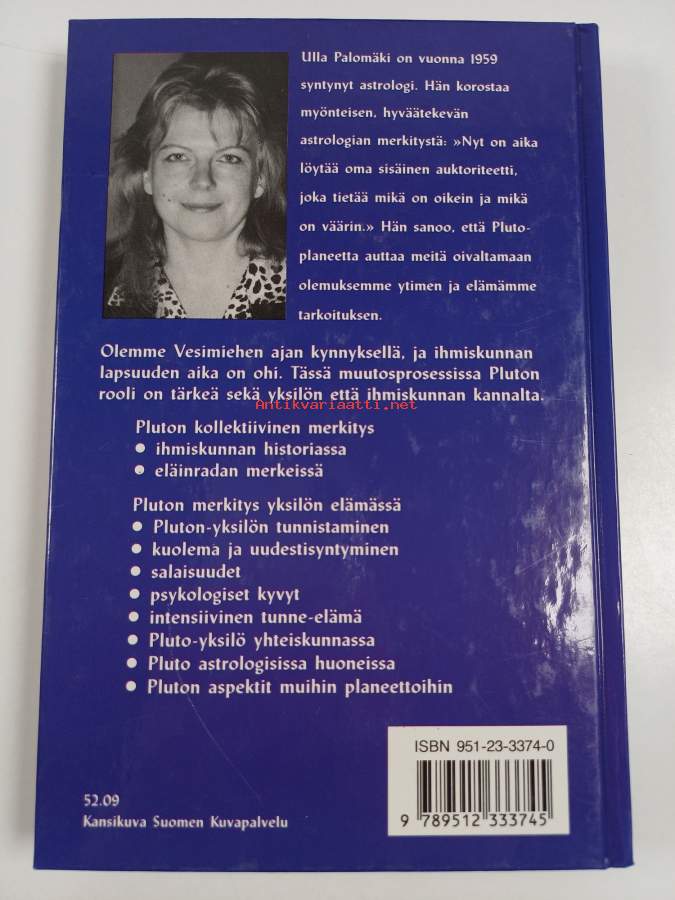 Ulla Palomäki on vuonna 1959
syntynyt astrologi. Hän korostaa
myönteisen, hyväätekevän
astrologian merkitystä: »Nyt on aika
löytää oma sisäinen auktoriteetti,
joka tietää mikä on oikein ja mikä
on väärin.» Hän sanoo, että Pluto-
planeetta auttaa meitä oivaltamaan
olemuksemme ytimen ja elämämme
tarkoituksen.
Olemme Vesimiehen ajan kynnyksellä, ja ihmiskunnan
lapsuuden aika on ohi. Tässä muutosprosessissa Pluton
rooli on tärkeä sekä yksilön että ihmiskunnan kannalta.
Antikvariaatti.net
Pluton kollektiivinen merkitys
● ihmiskunnan historiassa
● eläinradan merkeissä
Pluton merkitys yksilön elämässä
● Pluton-yksilön tunnistaminen
● kuolema ja uudestisyntyminen
● salaisuudet
● psykologiset kyvyt
● intensiivinen tunne-elämä
● Pluto-yksilö yhteiskunnassa
● Pluto astrologisissa huoneissa
● Pluton aspektit muihin planeettoihin
ISBN 951-23-3374-0
9 789512 333745
52.09
Kansikuva Suomen Kuvapalvelu